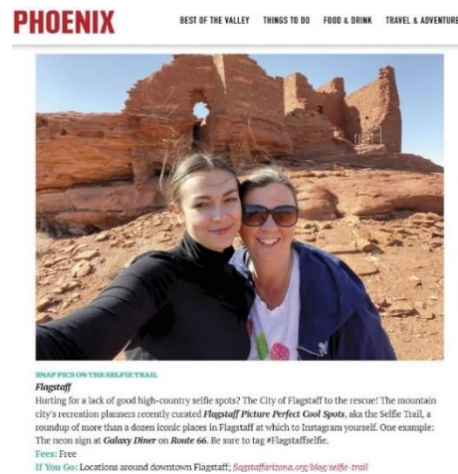 PHOENIX
BEST OF THE VALLEY THINGS TO DO FOOD & DRINK TRAVEL & ADVENTURE
SNAP PICS ON THE SELFIE TRAIL
Flagstaff
Hurting for a lack of good high-country selfie spots? The City of Flagstaff to the rescue! The mountain
city's recreation planners recently curated Flagstaff Picture Perfect Cool Spots, aka the Selfie Trail, a
roundup of more than a dozen iconic places in Flagstaff at which to Instagram yourself. One example:
The neon sign at Galaxy Diner on Route 66. Be sure to tag #Flagstaffselfie.
Fees: Free
If You Go: Locations around downtown Flagstaff; flagstaffarizona.org/blog/selfie-trail